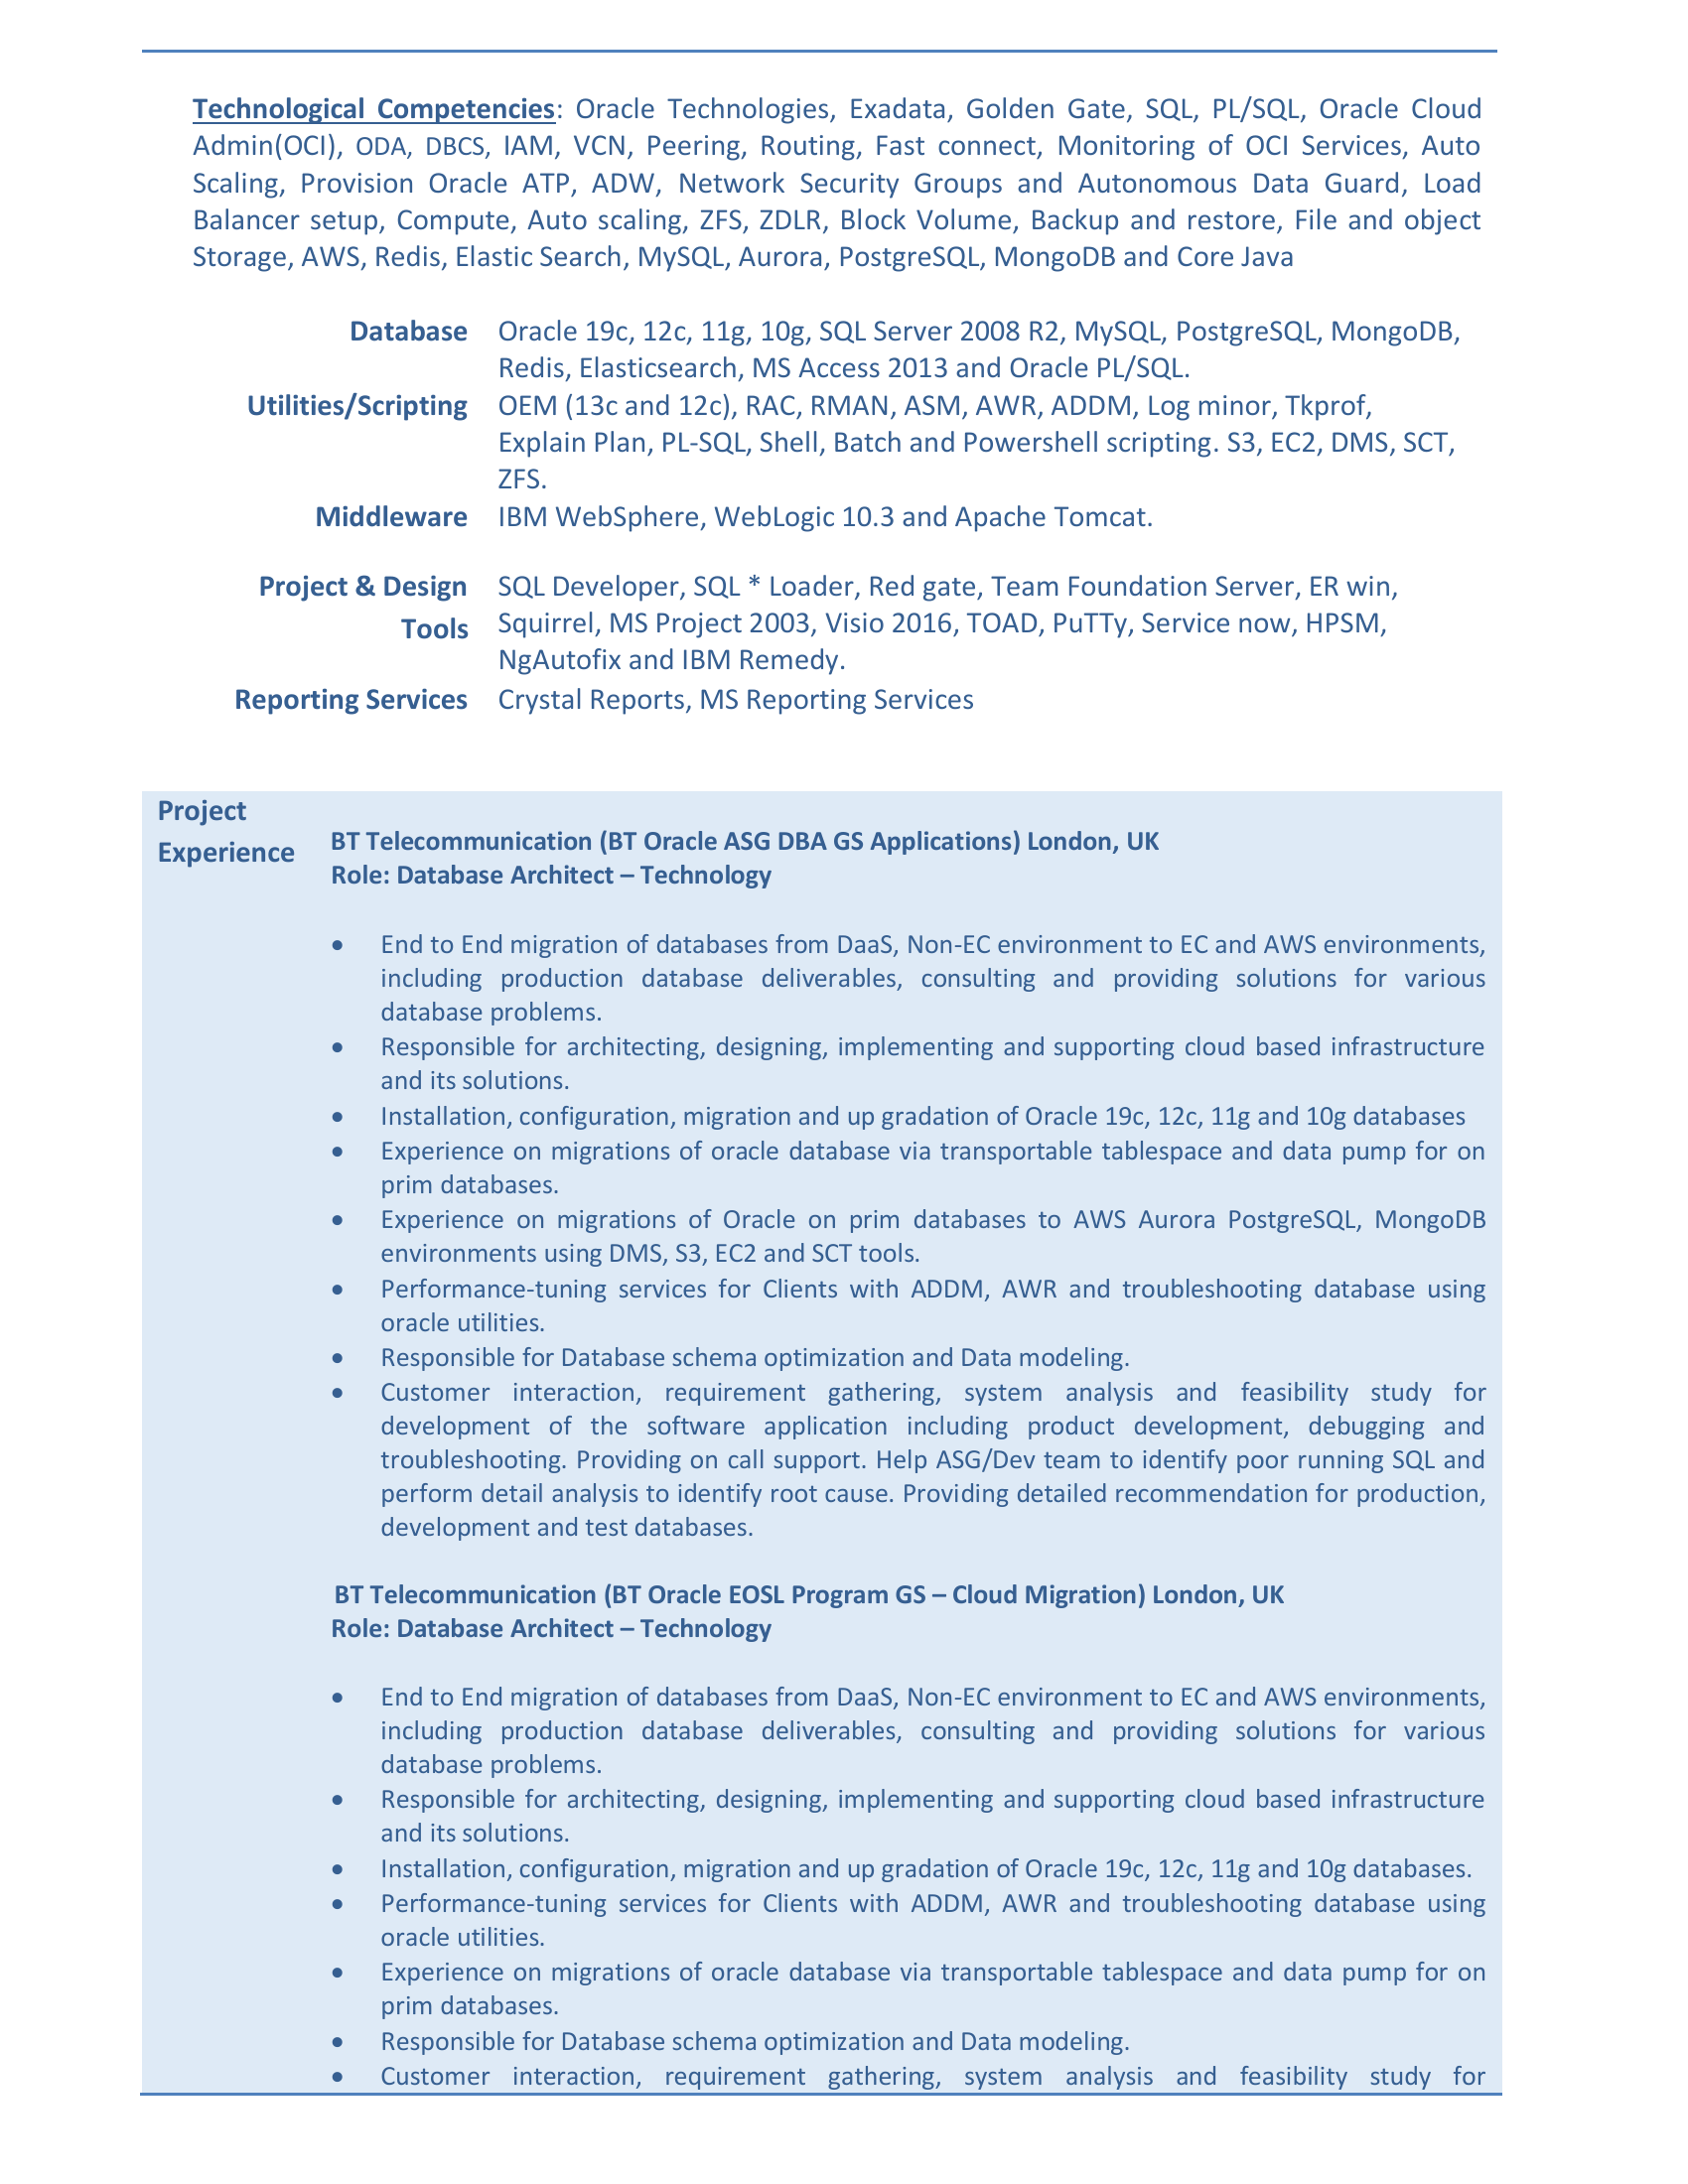 Technological Competencies: Oracle Technologies, Exadata, Golden Gate, SQL, PL/SQL, Oracle Cloud
Admin(OCI), ODA, DBCS, IAM, VCN, Peering, Routing, Fast connect, Monitoring of OCI Services, Auto
Scaling, Provision Oracle ATP, ADW, Network Security Groups and Autonomous Data Guard, Load
Balancer setup, Compute, Auto scaling, ZFS, ZDLR, Block Volume, Backup and restore, File and object
Storage, AWS, Redis, Elastic Search, MySQL, Aurora, PostgreSQL, MongoDB and Core Java
Database Oracle 19c, 12c, 11g, 10g, SQL Server 2008 R2, MySQL, PostgreSQL, MongoDB,
Redis, Elasticsearch, MS Access 2013 and Oracle PL/SQL.
Utilities/Scripting OEM (13c and 12c), RAC, RMAN, ASM, AWR, ADDM, Log minor, Tkprof,
Explain Plan, PL-SQL, Shell, Batch and Powershell scripting. S3, EC2, DMS, SCT,
ZFS.
Middleware IBM WebSphere, WebLogic 10.3 and Apache Tomcat.
Project & Design SQL Developer, SQL * Loader, Red gate, Team Foundation Server, ER win,
Tools Squirrel, MS Project 2003, Visio 2016, TOAD, PuTTy, Service now, HPSM,
NgAutofix and IBM Remedy.
Reporting Services Crystal Reports, MS Reporting Services
Project
Experience
BT Telecommunication (BT Oracle ASG DBA GS Applications) London, UK
Role: Database Architect – Technology
• End to End migration of databases from DaaS, Non-EC environment to EC and AWS environments,
including production database deliverables, consulting and providing solutions for various
database problems.
• Responsible for architecting, designing, implementing and supporting cloud based infrastructure
and its solutions.
• Installation, configuration, migration and up gradation of Oracle 19c, 12c, 11g and 10g databases
• Experience on migrations of oracle database via transportable tablespace and data pump for on
prim databases.
• Experience on migrations of Oracle on prim databases to AWS Aurora PostgreSQL, MongoDB
environments using DMS, S3, EC2 and SCT tools.
• Performance-tuning services for Clients with ADDM, AWR and troubleshooting database using
oracle utilities.
• Responsible for Database schema optimization and Data modeling.
• Customer interaction, requirement gathering, system analysis and feasibility study for
development of the software application including product development, debugging and
troubleshooting. Providing on call support. Help ASG/Dev team to identify poor running SQL and
perform detail analysis to identify root cause. Providing detailed recommendation for production,
development and test databases.
BT Telecommunication (BT Oracle EOSL Program GS – Cloud Migration) London, UK
Role: Database Architect – Technology
• End to End migration of databases from DaaS, Non-EC environment to EC and AWS environments,
including production database deliverables, consulting and providing solutions for various
database problems.
• Responsible for architecting, designing, implementing and supporting cloud based infrastructure
and its solutions.
• Installation, configuration, migration and up gradation of Oracle 19c, 12c, 11g and 10g databases.
• Performance-tuning services for Clients with ADDM, AWR and troubleshooting database using
oracle utilities.
• Experience on migrations of oracle database via transportable tablespace and data pump for on
prim databases.
• Responsible for Database schema optimization and Data modeling.
• Customer interaction, requirement gathering, system analysis and feasibility study for